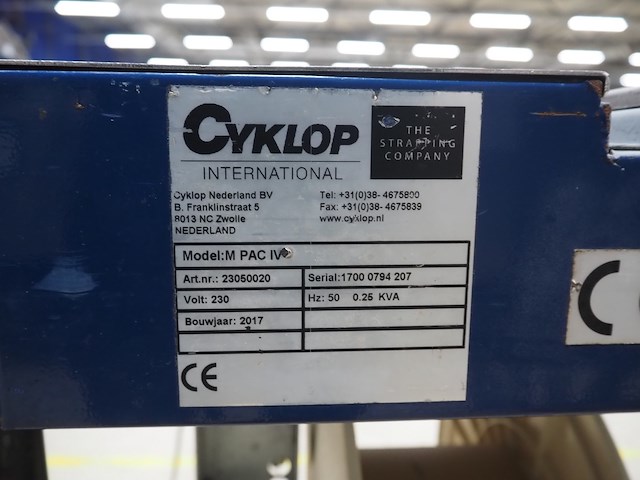 CYKLOP
INTERNATIONAL
THE
STRAPPING
COMPANY
Cyklop Nederland BV
B. Franklinstraat 5
8013 NC Zwolle
NEDERLAND
Tel: +31(0)38- 4675800
Fax: +31(0)38- 4675839
www.cyklop.nl
Model:M PAC IV
Art.nr.: 23050020
Serial:1700 0794 207
Volt: 230
Hz: 50 0.25 KVA
Bouwjaar: 2017
CE
C